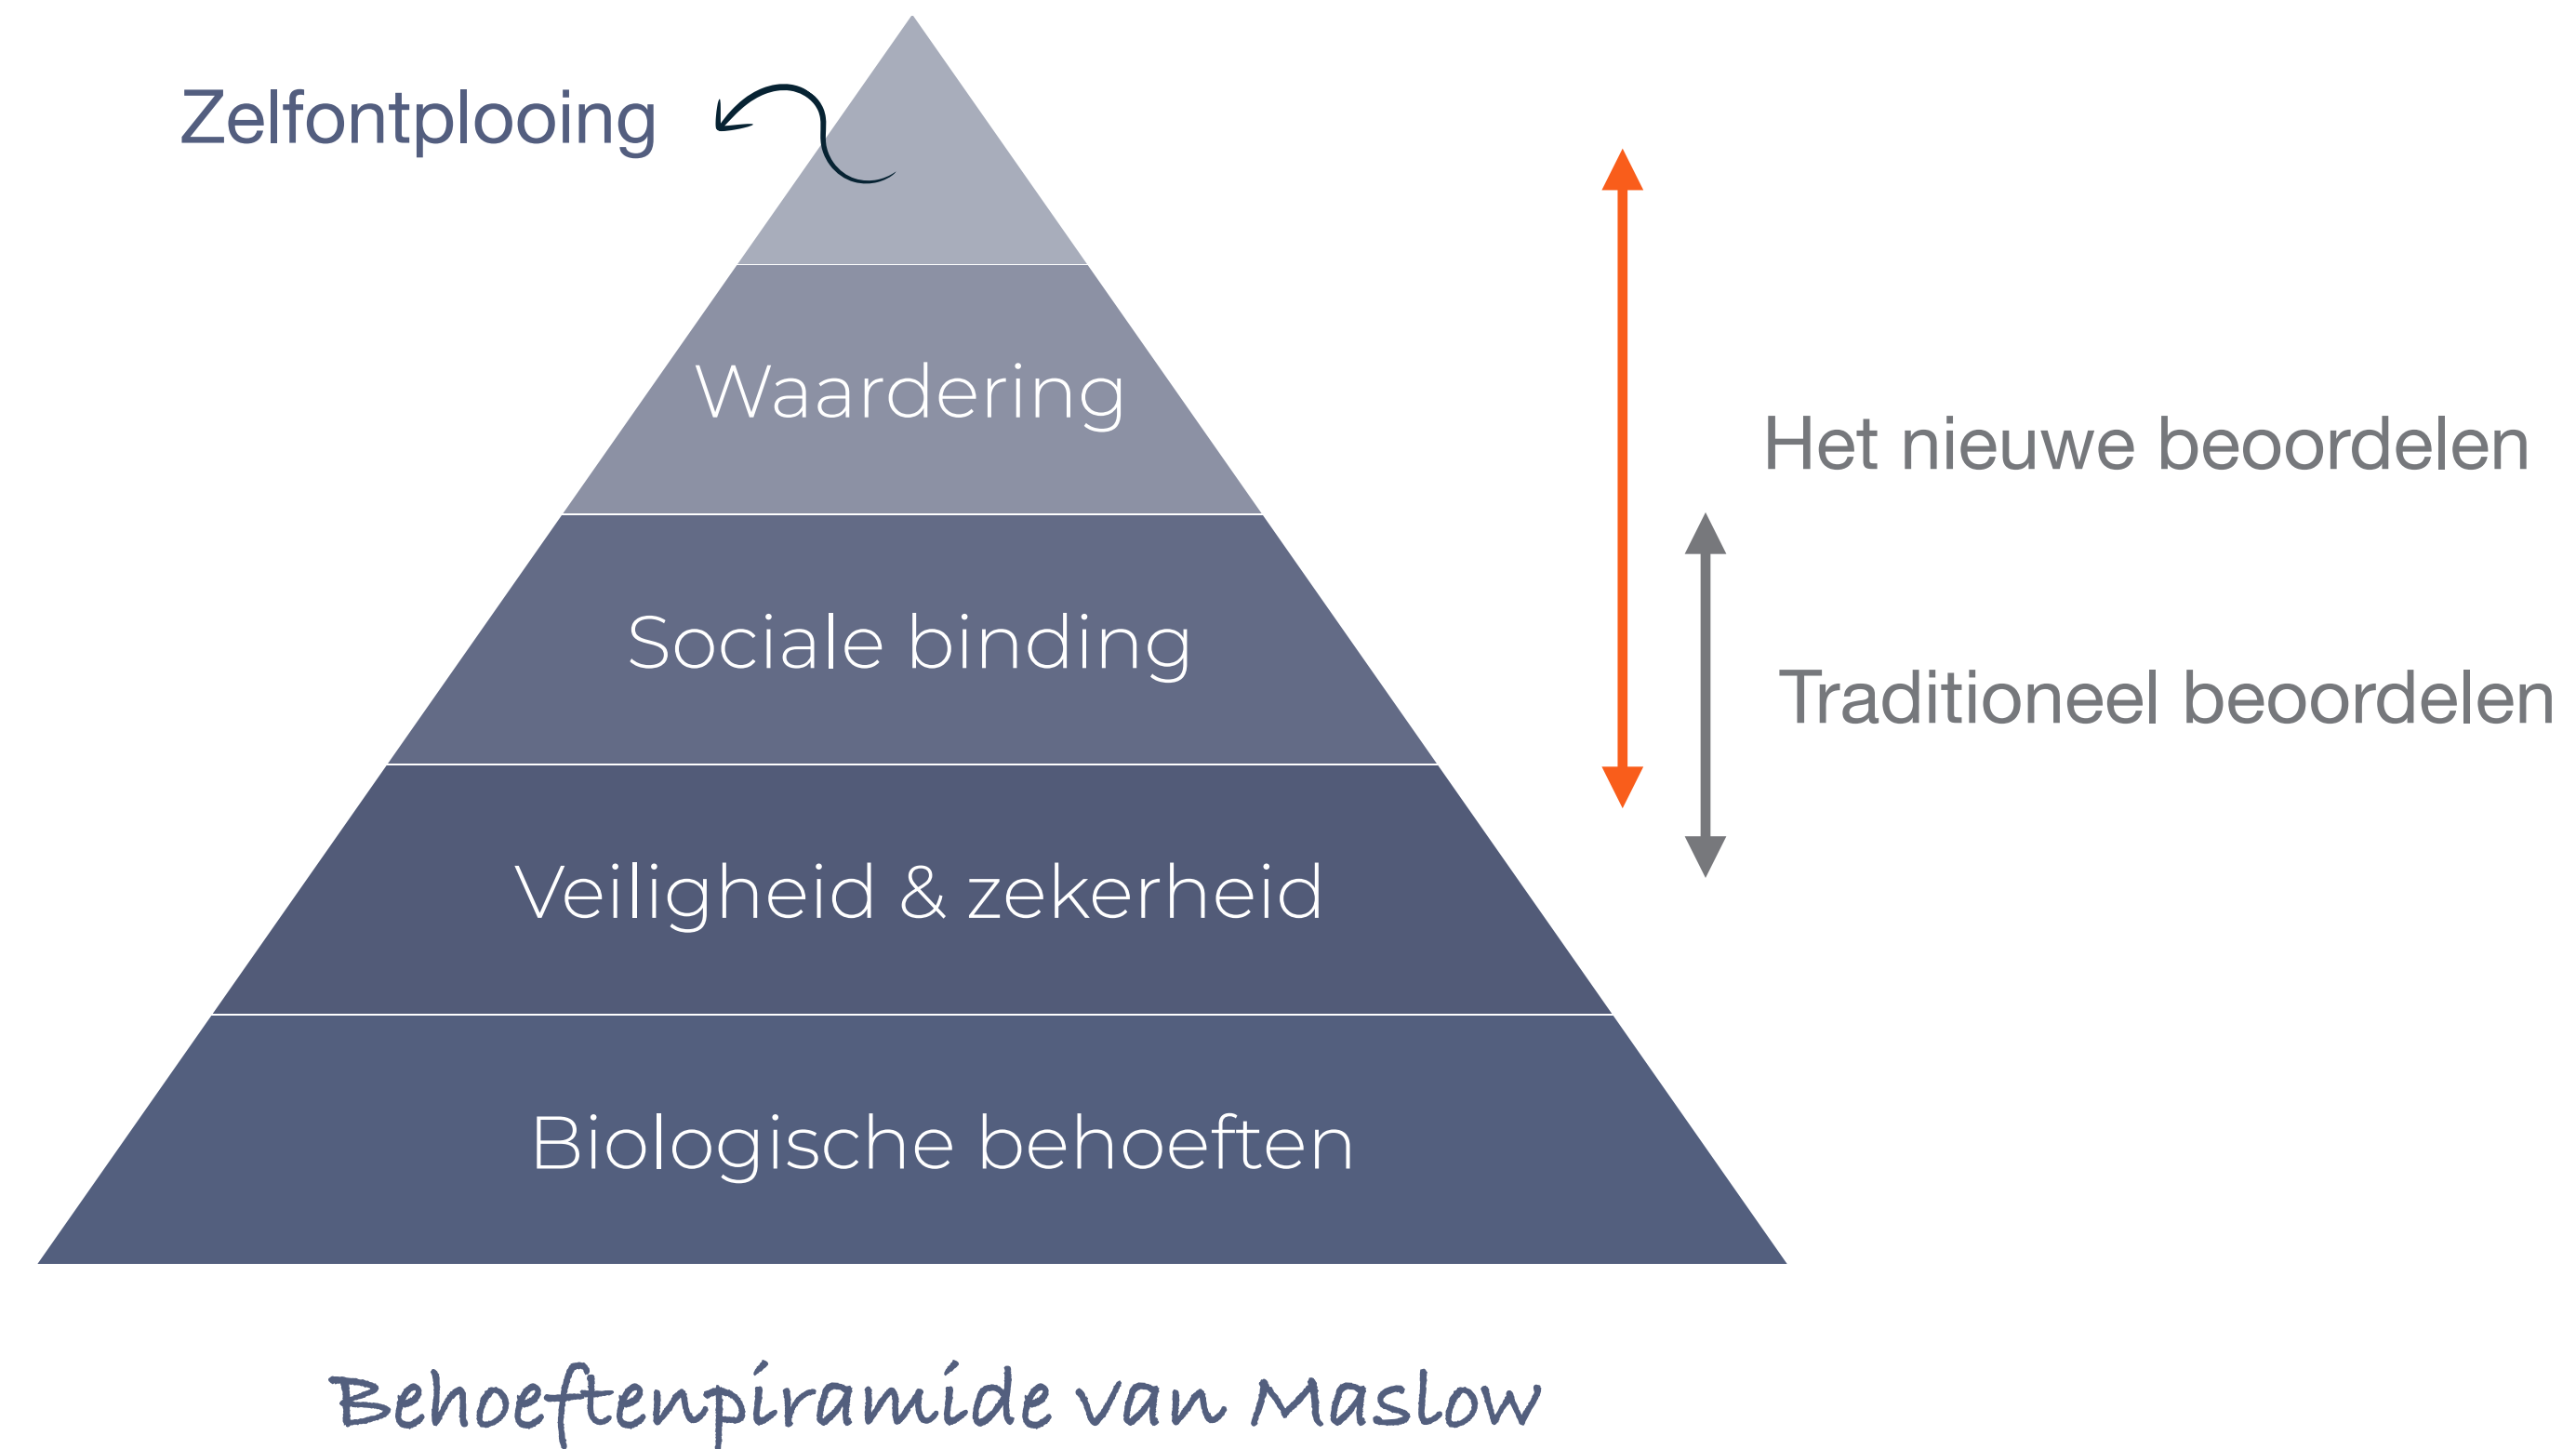 Zelfontplooing
Waardering
Het nieuwe beoordelen
Sociale binding
Traditioneel beoordelen
Veiligheid & zekerheid
Biologische behoeften
Behoeftenpiramide van Maslow